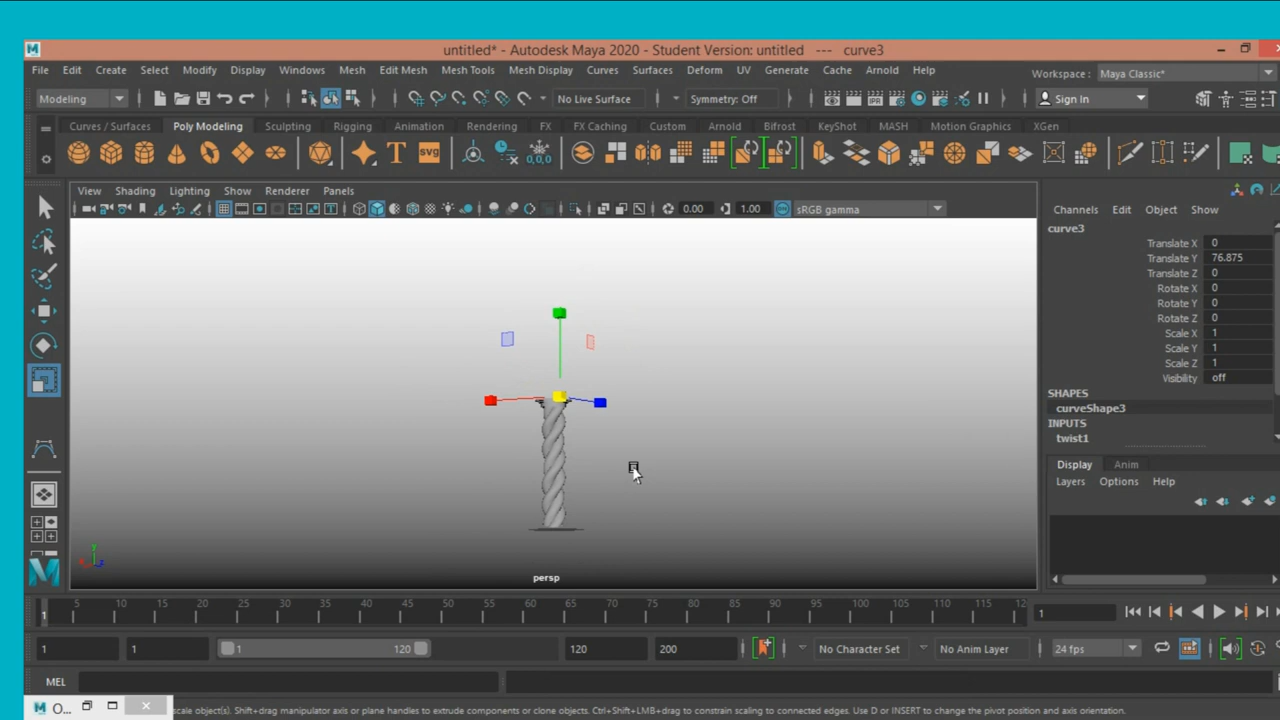 untitled* - Autodesk Maya 2020 - Student Version: untitled --- curve3
File Edit Create Select Modify Display Windows Mesh Edit Mesh Mesh Tools Mesh Display Curves Surfaces Deform UV Generate Cache Arnold Help
Workspace: Maya Classic*
Modeling No Live Surface Symmetry: Off Sign In
Curves / Surfaces Poly Modeling Sculpting Rigging Animation Rendering FX FX Caching Custom Arnold Bifrost KeyShot MASH Motion Graphics XGen
T svg 0,0,0
View Shading Lighting Show Renderer Panels
0.00 1.00 sRGB gamma
Channels Edit Object Show
curve3
Translate X 0
Translate Y 76.875
Translate Z 0
Rotate X 0
Rotate Y 0
Rotate Z 0
Scale X 1
Scale Y 1
Scale Z 1
Visibility off
SHAPES
curveShape3
INPUTS
twist1
Display Anim
Layers Options Help
persp
1 5 10 15 20 25 30 35 40 45 50 55 60 65 70 75 80 85 90 95 100 105 110 115 12 1
1 1 1 120 120 200 No Character Set No Anim Layer 24 fps
MEL
O... scale object(s). Shift+drag manipulator axis or plane handles to extrude components or clone objects. Ctrl+Shift+LMB+drag to constrain scaling to connected edges. Use D or INSERT to change the pivot position and axis orientation.